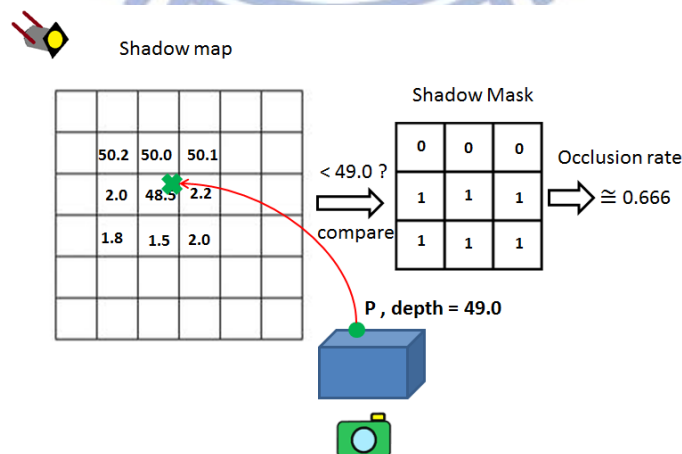 Shadow map
Shadow Mask
50.2 50.0 50.1
2.0 48.5 2.2
1.8 1.5 2.0
< 49.0 ?
compare
0 0 0
1 1 1
1 1 1
Occlusion rate
≅ 0.666
P , depth = 49.0